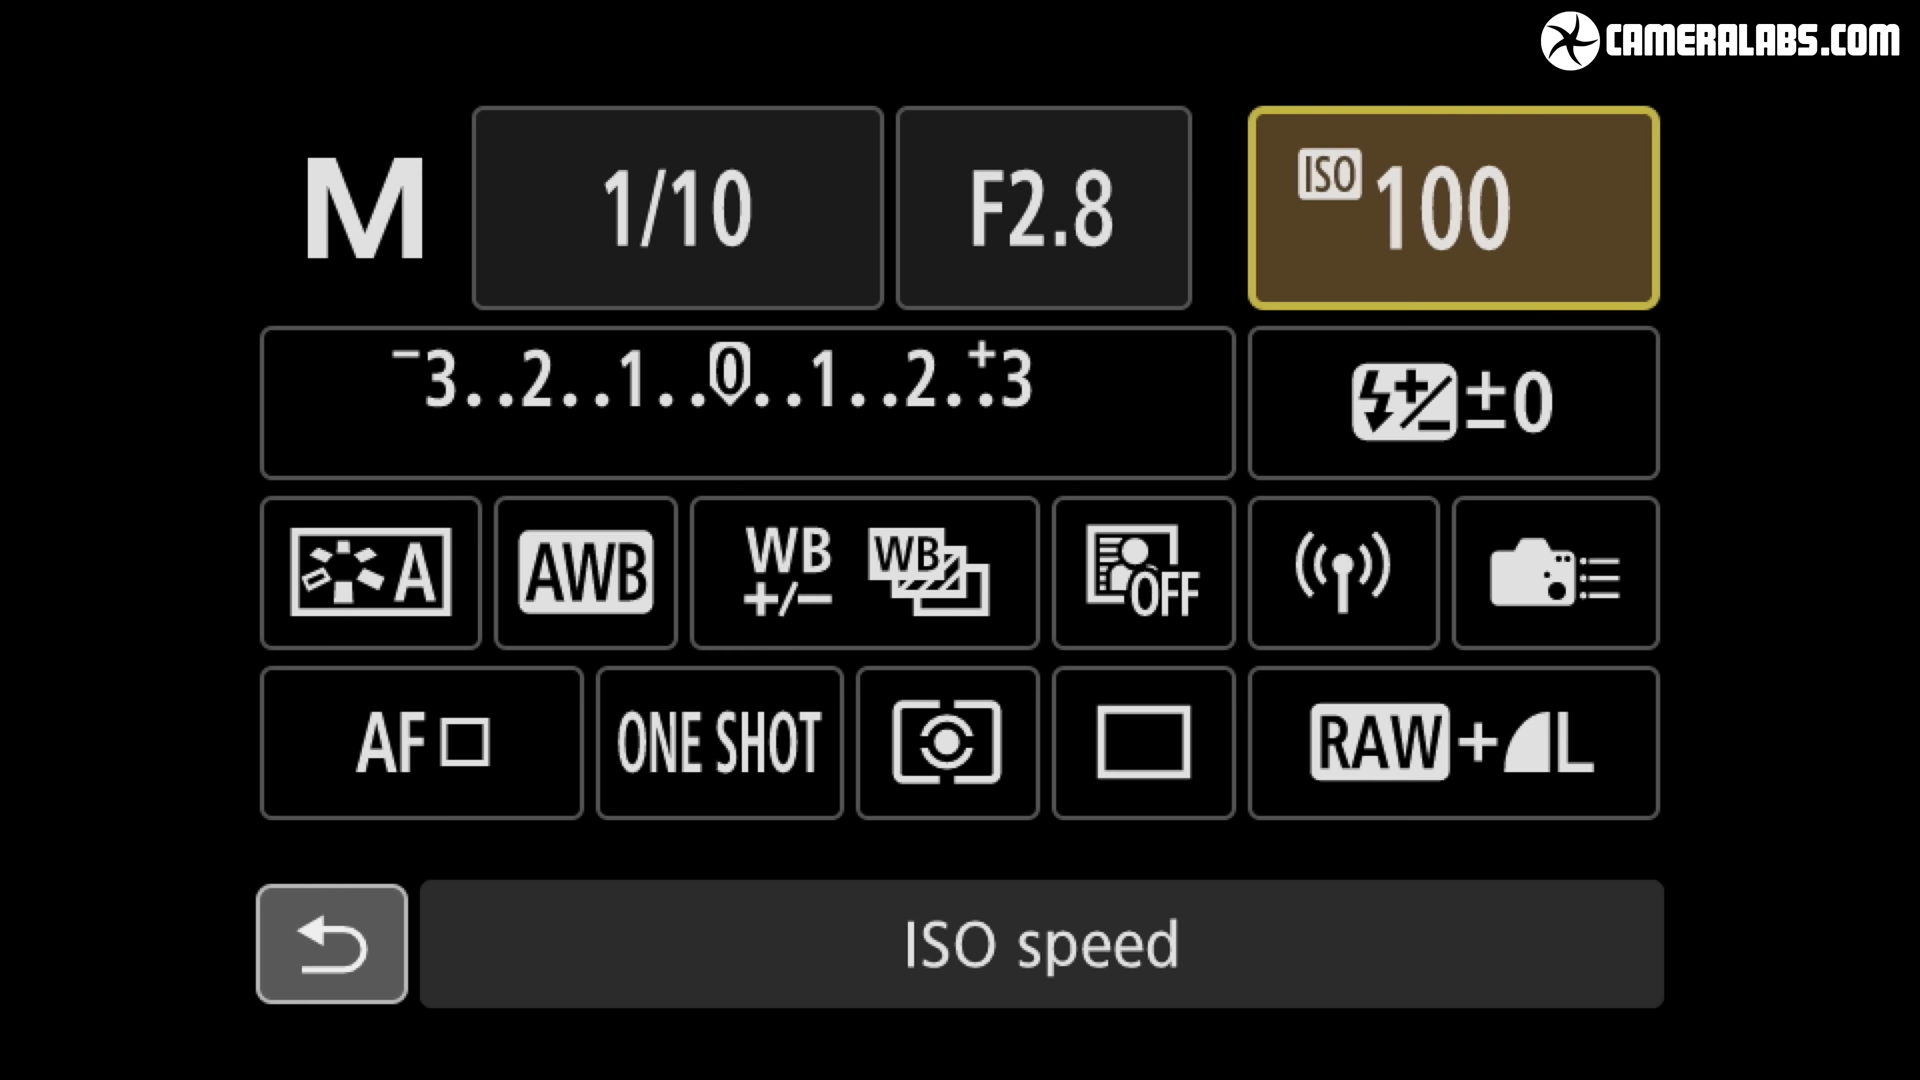 CAMERALABS.COM
M 1/10 F2.8 ISO 100
-3..2..1..0..1..2..+3 ±0
A AWB WB +/- WB OFF
AF ONE SHOT RAW+L
ISO speed